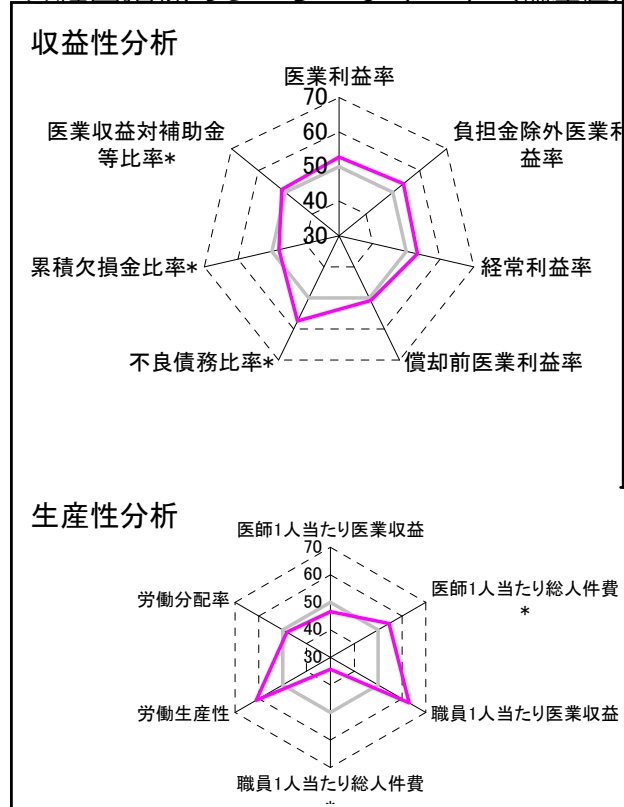 収益性分析
医業利益率
70
60
50
40
30
負担金除外医業利
益率
経常利益率
償却前医業利益率
不良債務比率*
累積欠損金比率*
医業収益対補助金
等比率*
生産性分析
医師1人当たり医業収益
70
60
50
40
30
医師1人当たり総人件費
*
職員1人当たり医業収益
職員1人当たり総人件費
*
労働生産性
労働分配率